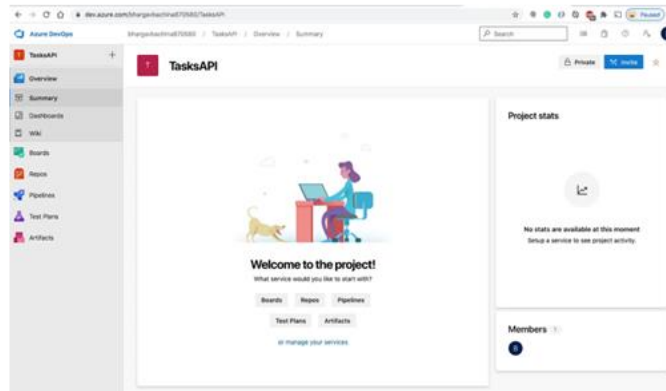 dev.azure.com/bhargavbachina870560/TasksAPI
Paused
Azure DevOps
bhargavbachina870560 / TasksAPI / Overview / Summary
Search
T
TasksAPI
+
T
TasksAPI
Private
Invite
Overview
Summary
Dashboards
Wiki
Boards
Repos
Pipelines
Test Plans
Artifacts
Welcome to the project!
What service would you like to start with?
Boards Repos Pipelines
Test Plans Artifacts
or manage your services
Project stats
No stats are available at this moment
Setup a service to see project activity.
Members 1
B